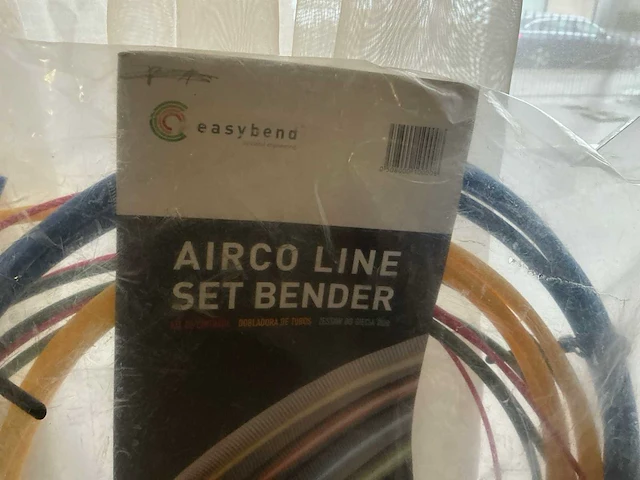 easybend
AIRCO LINE
SET BENDER
DOBLADORA DE TUBOS